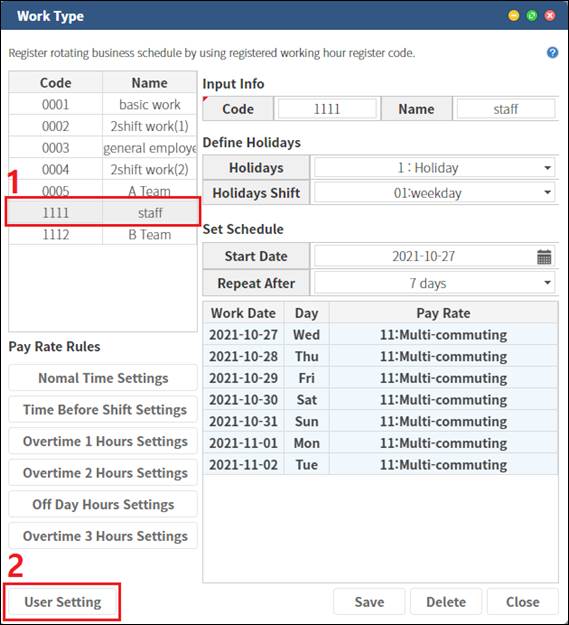 Work Type
Register rotating business schedule by using registered working hour register code.
?
Code Name
0001 basic work
0002 2shift work(1)
0003 general employe
0004 2shift work(2)
1
0005 A Team
1111 staff
1112 B Team
Pay Rate Rules
Nomal Time Settings
Time Before Shift Settings
Overtime 1 Hours Settings
Overtime 2 Hours Settings
Off Day Hours Settings
Overtime 3 Hours Settings
2
User Setting
Input Info
Code 1111 Name staff
Define Holidays
Holidays 1 : Holiday
Holidays Shift 01:weekday
Set Schedule
Start Date 2021-10-27
Repeat After 7 days
Work Date Day Pay Rate
2021-10-27 Wed 11:Multi-commuting
2021-10-28 Thu 11:Multi-commuting
2021-10-29 Fri 11:Multi-commuting
2021-10-30 Sat 11:Multi-commuting
2021-10-31 Sun 11:Multi-commuting
2021-11-01 Mon 11:Multi-commuting
2021-11-02 Tue 11:Multi-commuting
Save Delete Close